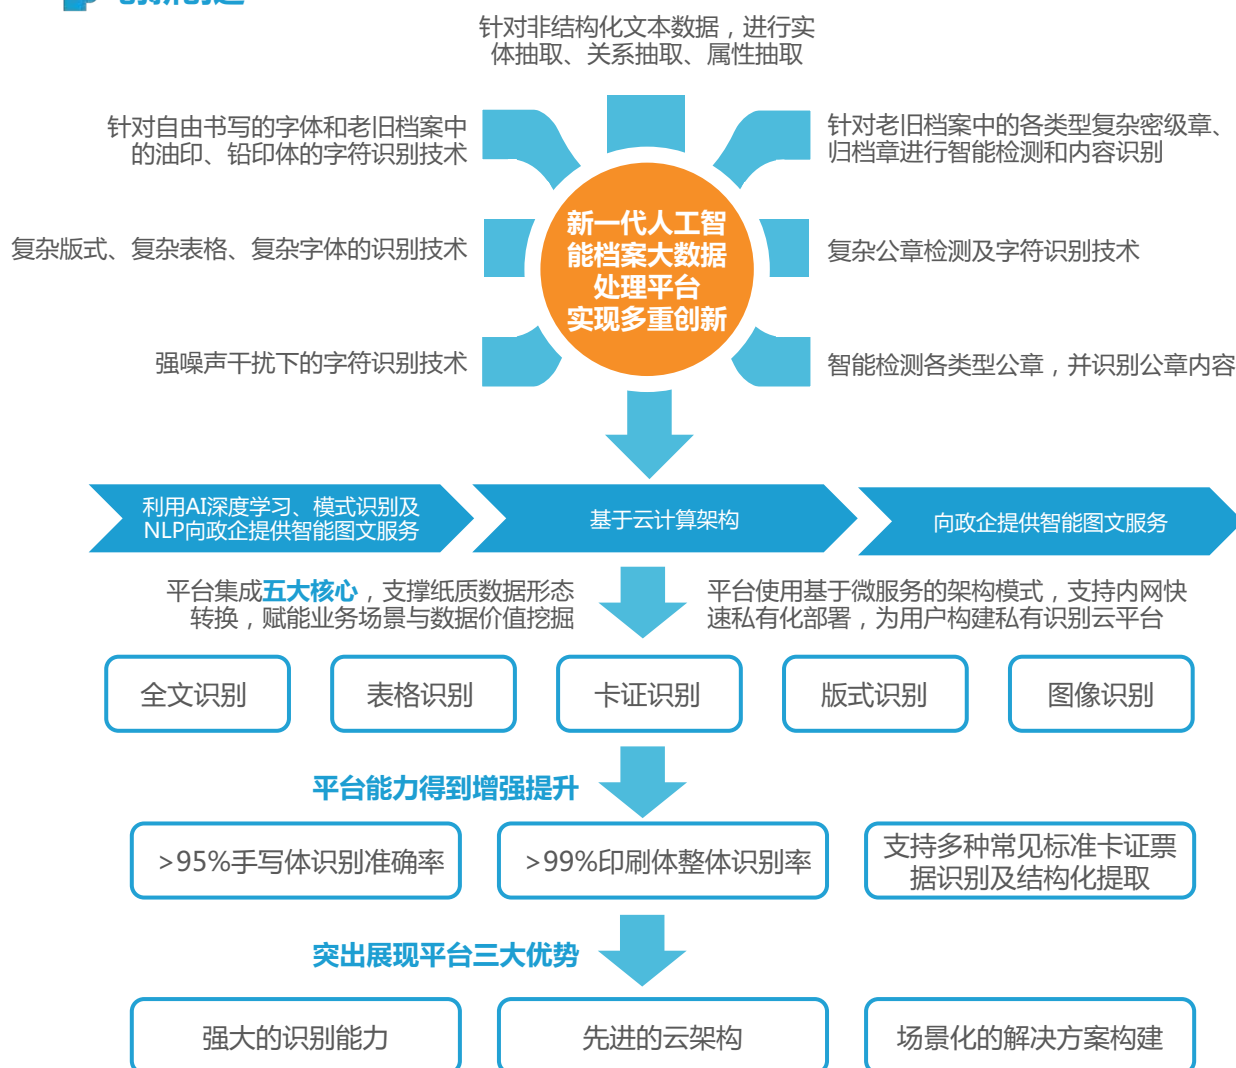 针对非结构化文本数据，进行实
体抽取、关系抽取、属性抽取
针对自由书写的字体和老旧档案中
的油印、铅印体的字符识别技术
针对老旧档案中的各类型复杂密级章、
归档章进行智能检测和内容识别
复杂版式、复杂表格、复杂字体的识别技术
新一代人工智
能档案大数据
处理平台
实现多重创新
复杂公章检测及字符识别技术
强噪声干扰下的字符识别技术
智能检测各类型公章，并识别公章内容
利用AI深度学习、模式识别及
NLP向政企提供智能图文服务
基于云计算架构
向政企提供智能图文服务
平台集成五大核心，支撑纸质数据形态
转换，赋能业务场景与数据价值挖掘
平台使用基于微服务的架构模式，支持内网快
速私有化部署，为用户构建私有识别云平台
全文识别
表格识别
卡证识别
版式识别
图像识别
平台能力得到增强提升
>95%手写体识别准确率
>99%印刷体整体识别率
支持多种常见标准卡证票
据识别及结构化提取
突出展现平台三大优势
强大的识别能力
先进的云架构
场景化的解决方案构建